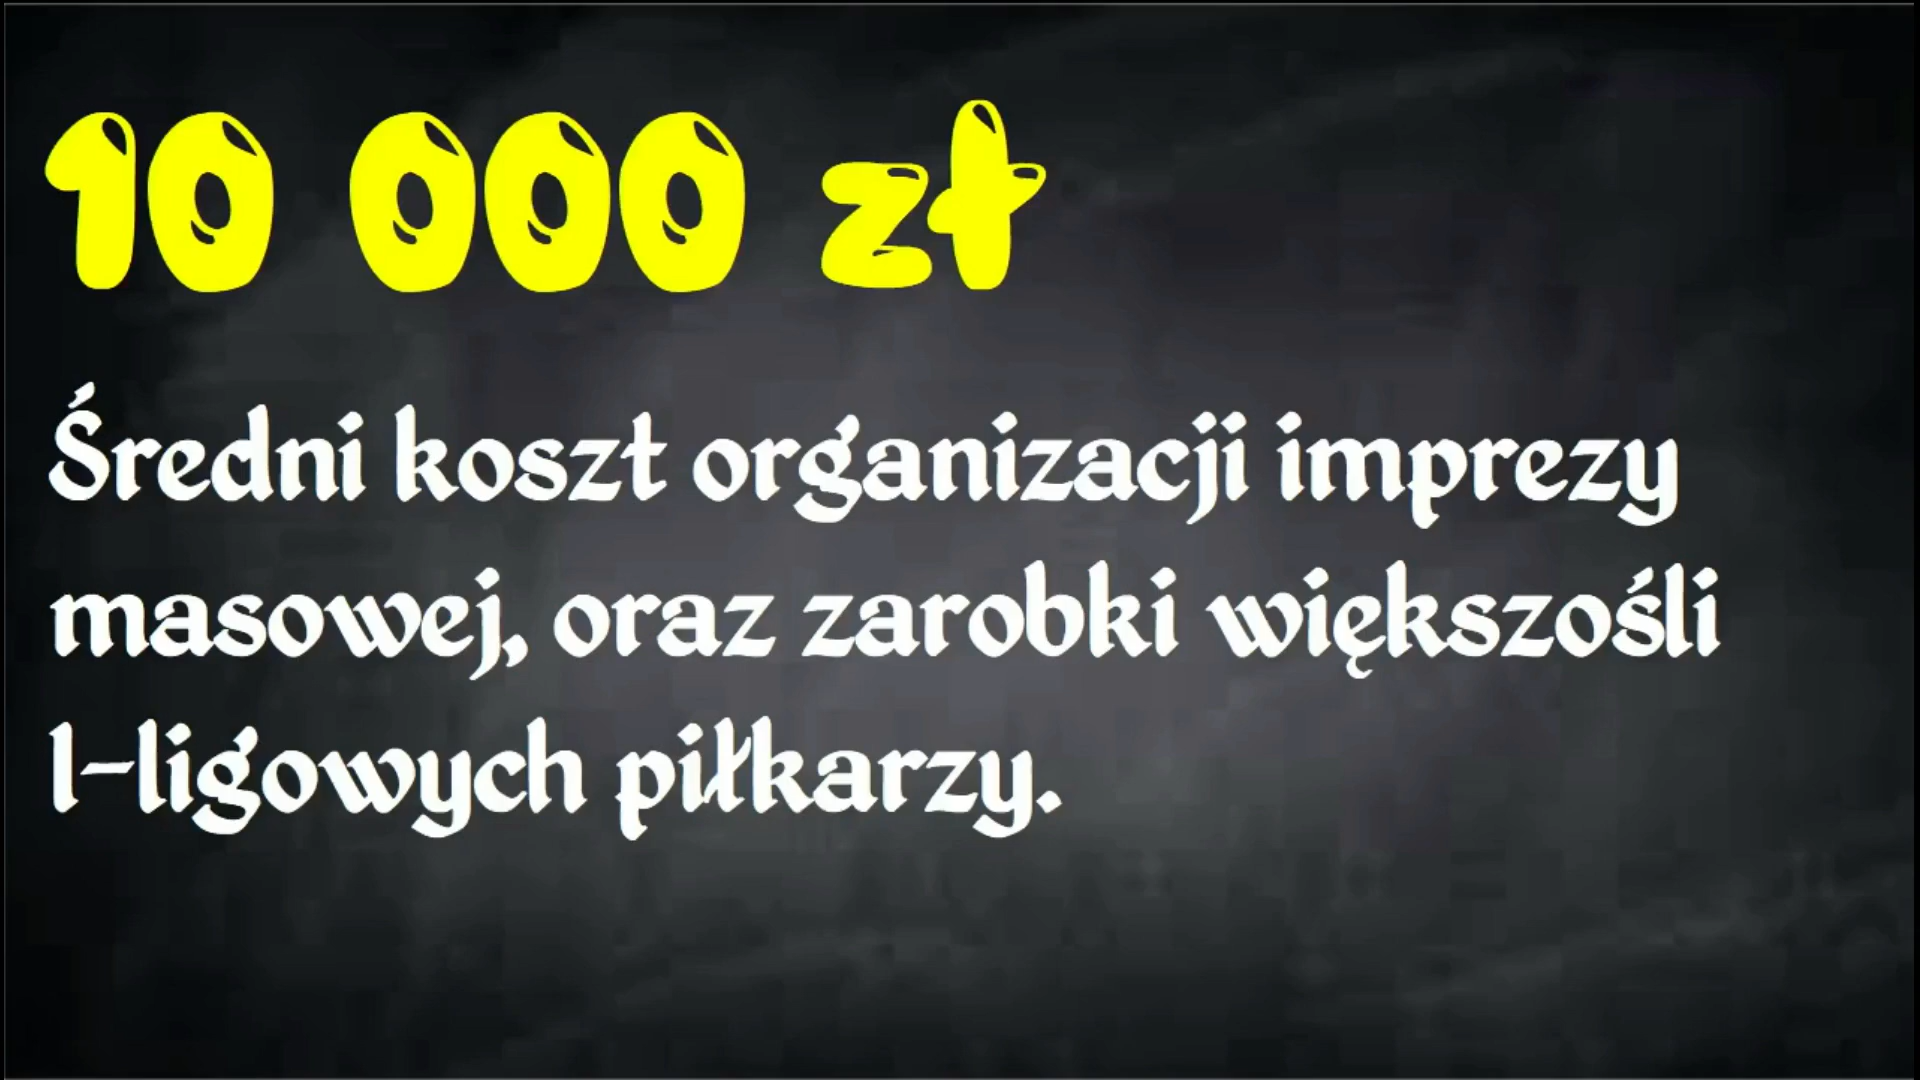 10 000 zł
Średni koszt organizacji imprezy
masowej, oraz zarobki większośli
I-ligowych piłkarzy.